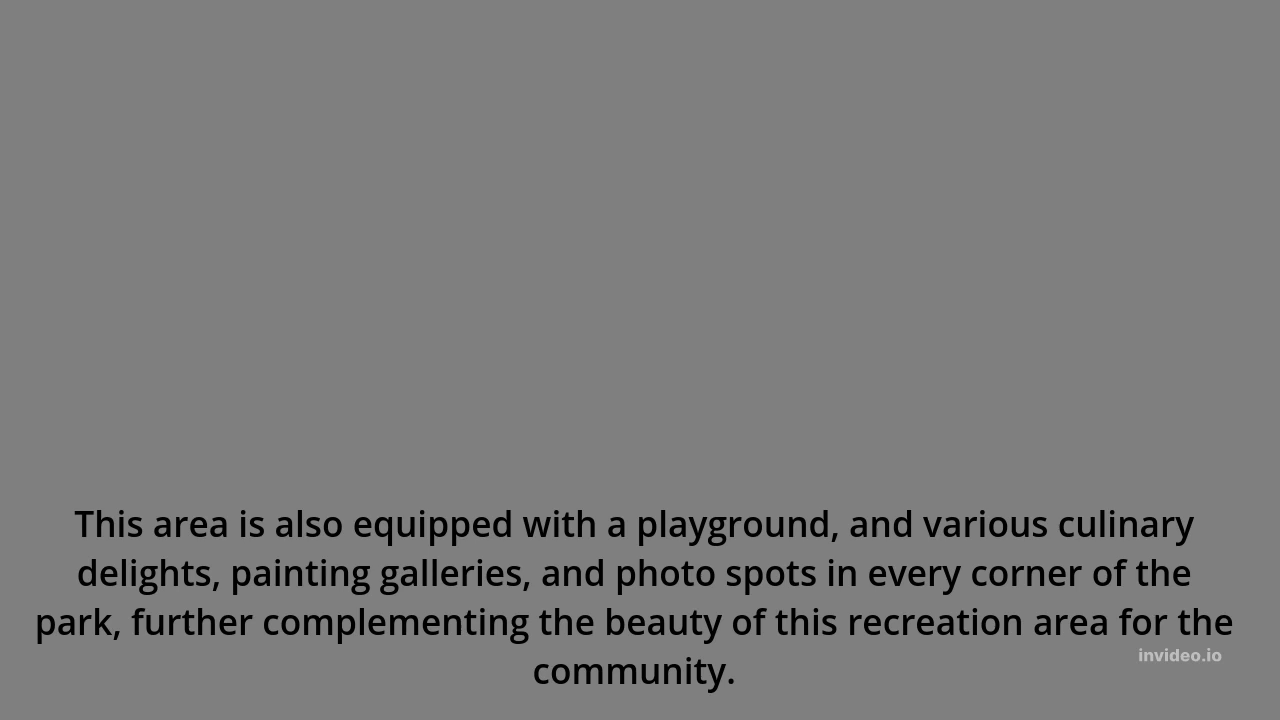 This area is also equipped with a playground, and various culinary
delights, painting galleries, and photo spots in every corner of the
park, further complementing the beauty of this recreation area for the
invideo.io
community.